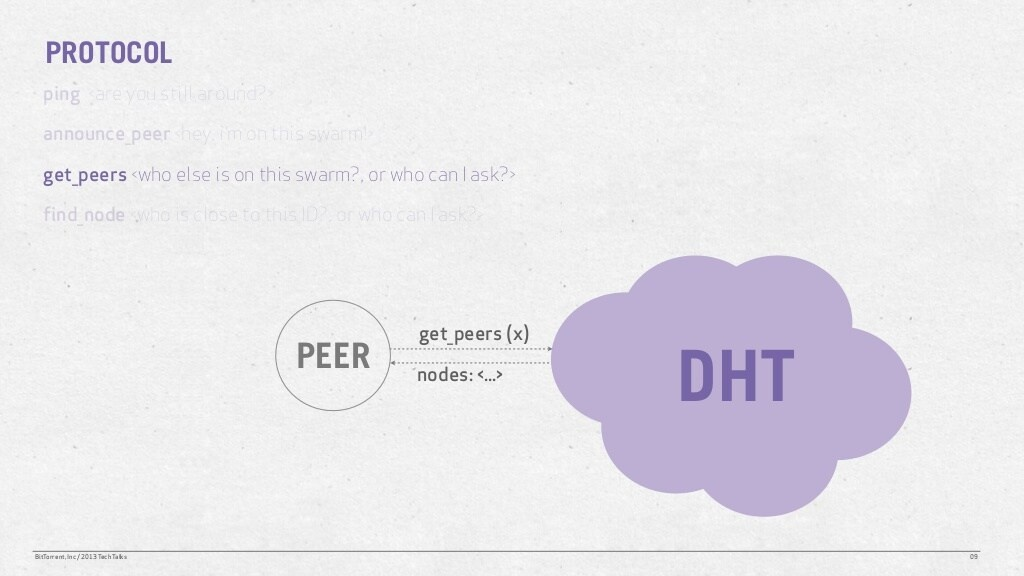 PROTOCOL
ping <are you still around?>
announce_peer <hey, i'm on this swarm!>
get_peers <who else is on this swarm?, or who can I ask?>
find_node <who is close to this ID?, or who can I ask?>
get_peers (x)
PEER
DHT
nodes: <...>
BitTorrent, Inc / 2013 Tech Talks
09